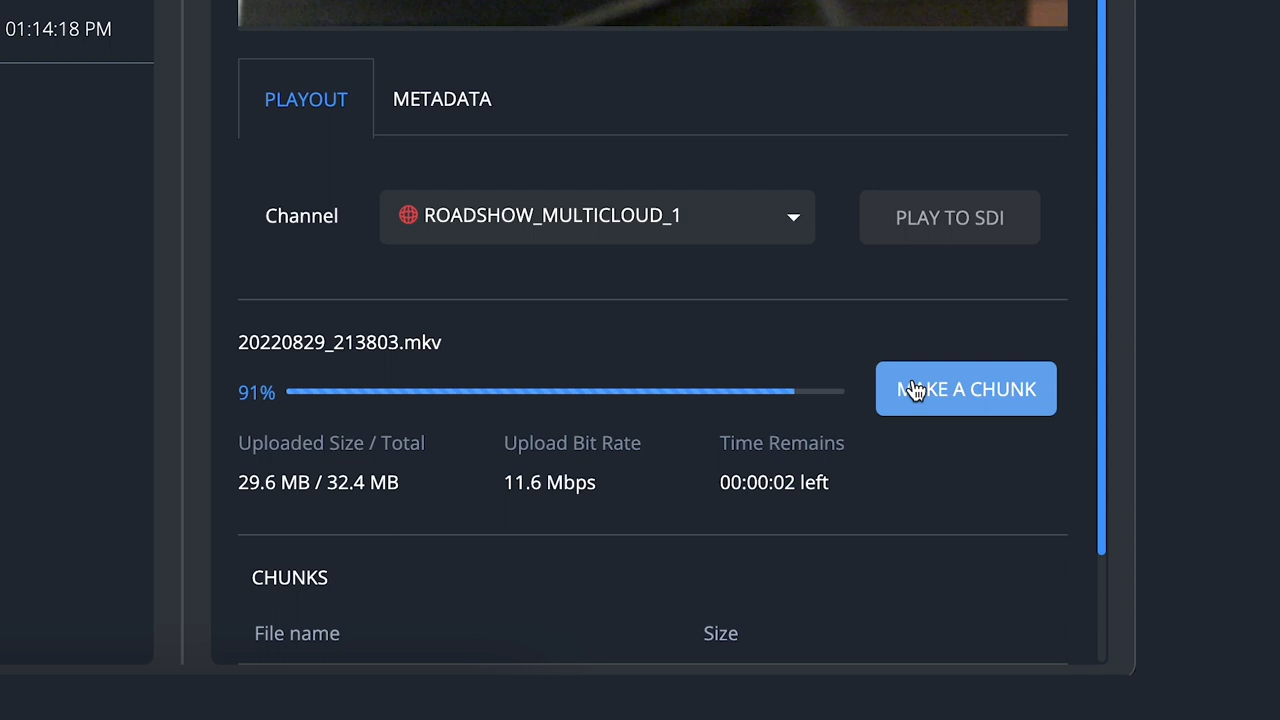 01:14:18 PM
PLAYOUT METADATA
Channel ROADSHOW_MULTICLOUD_1 PLAY TO SDI
20220829_213803.mkv
91% MAKE A CHUNK
Uploaded Size / Total Upload Bit Rate Time Remains
29.6 MB / 32.4 MB 11.6 Mbps 00:00:02 left
CHUNKS
File name Size